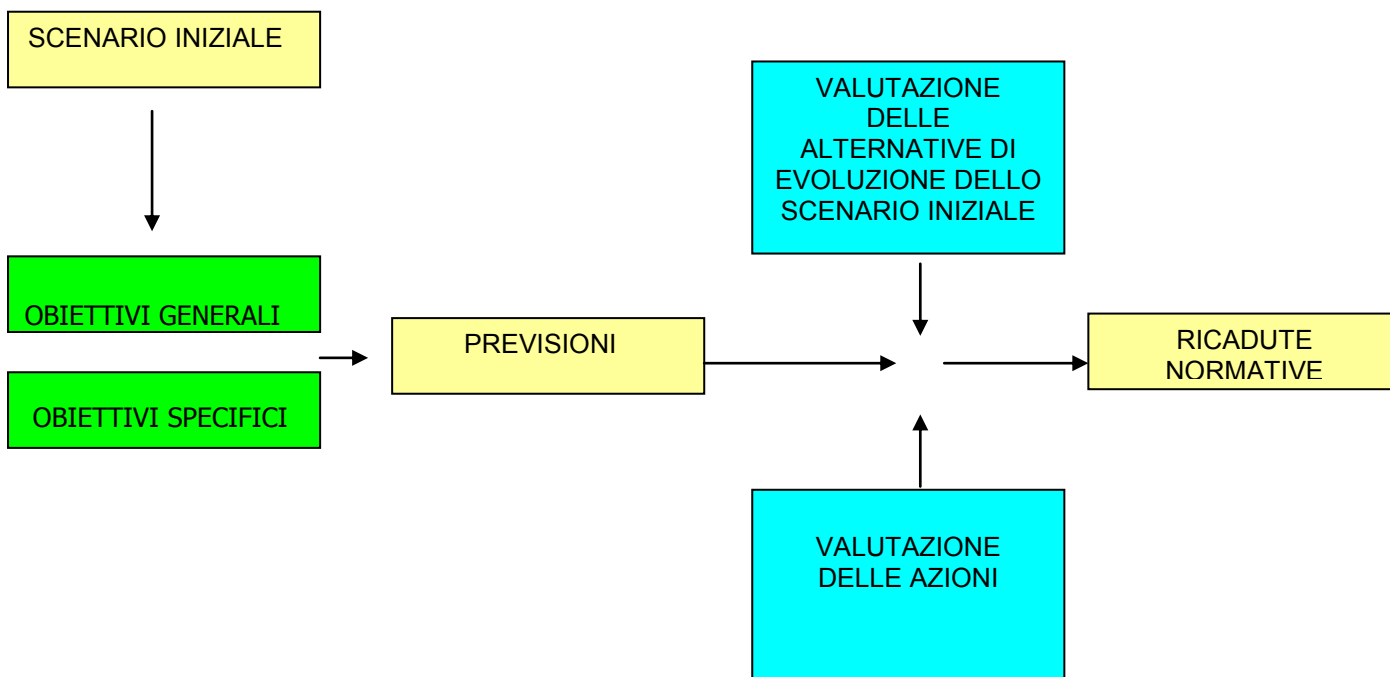 SCENARIO INIZIALE
VALUTAZIONE
DELLE
ALTERNATIVE DI
EVOLUZIONE DELLO
SCENARIO INIZIALE
OBIETTIVI GENERALI
OBIETTIVI SPECIFICI
PREVISIONI
RICADUTE
NORMATIVE
VALUTAZIONE
DELLE AZIONI